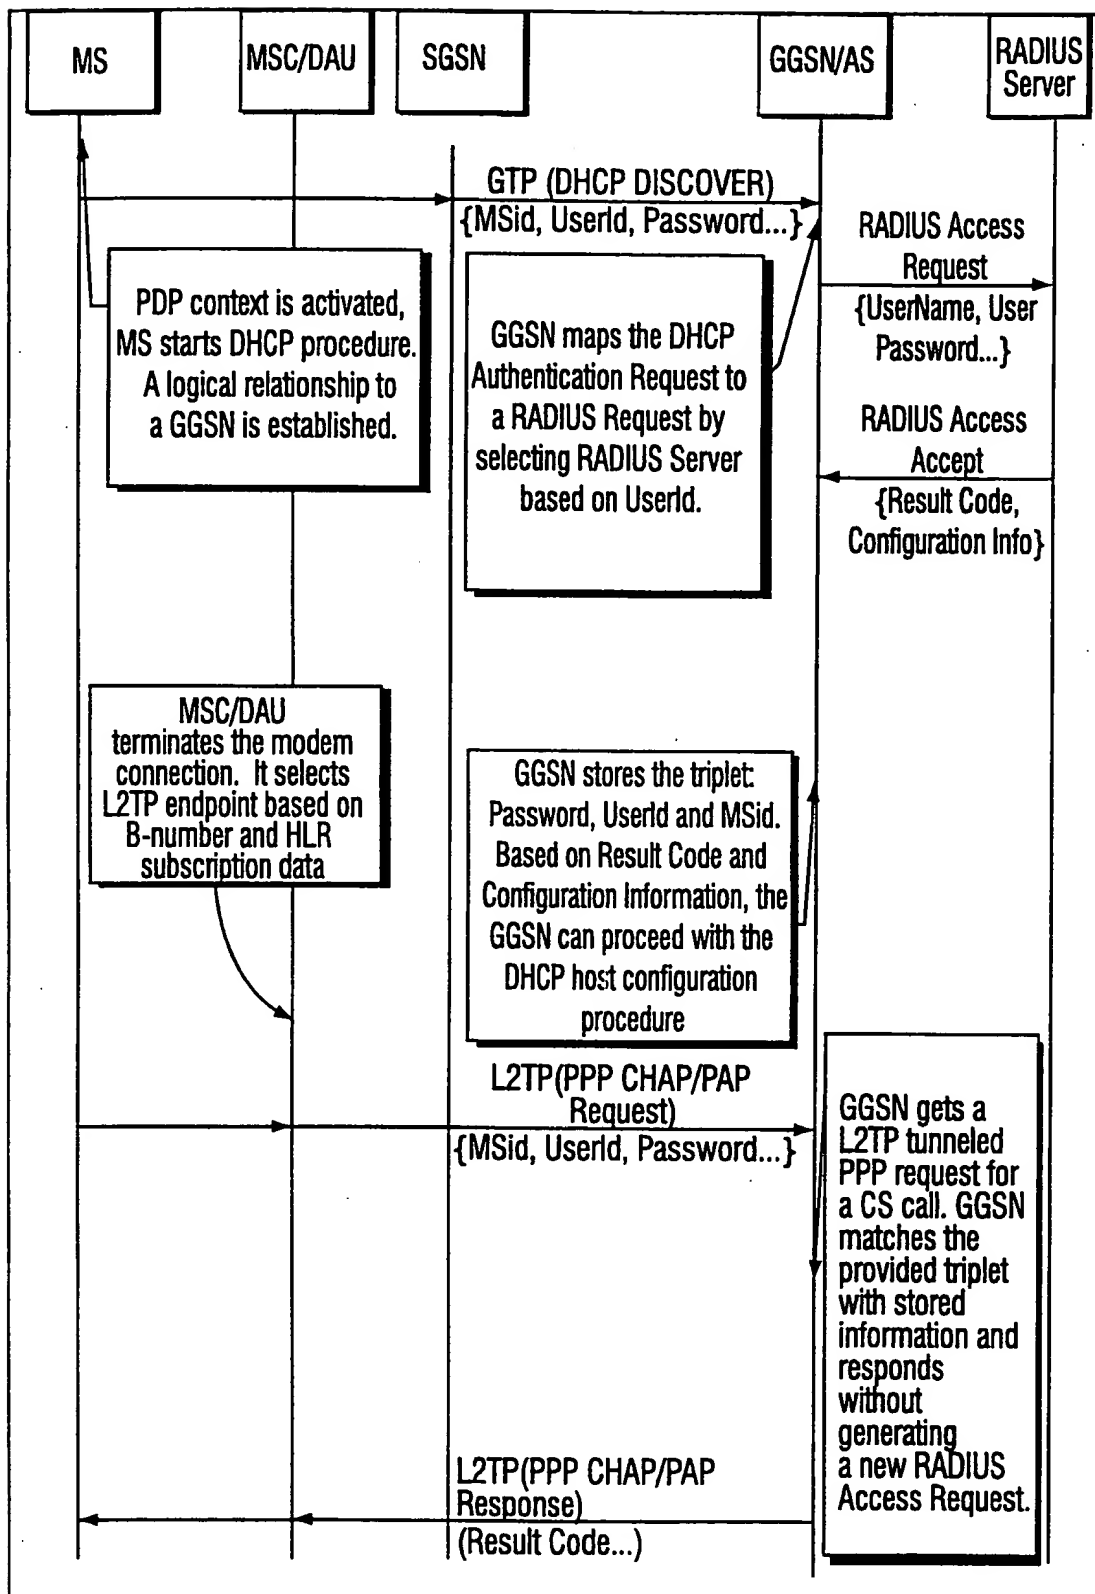 MS
MSC/DAU
SGSN
GGSN/AS
RADIUS
Server
GTP (DHCP DISCOVER)
{MSid, UserId, Password...}
RADIUS Access
Request
{UserName, User
Password...}
PDP context is activated,
MS starts DHCP procedure.
A logical relationship to
a GGSN is established.
GGSN maps the DHCP
Authentication Request to
a RADIUS Request by
selecting RADIUS Server
based on UserId.
RADIUS Access
Accept
{Result Code,
Configuration Info}
MSC/DAU
terminates the modem
connection. It selects
L2TP endpoint based on
B-number and HLR
subscription data
GGSN stores the triplet:
Password, UserId and MSid.
Based on Result Code and
Configuration Information, the
GGSN can proceed with the
DHCP host configuration
procedure
L2TP(PPP CHAP/PAP
Request)
{MSid, UserId, Password...}
GGSN gets a
L2TP tunneled
PPP request for
a CS call. GGSN
matches the
provided triplet
with stored
information and
responds
without
generating
a new RADIUS
Access Request.
L2TP(PPP CHAP/PAP
Response)
(Result Code...)